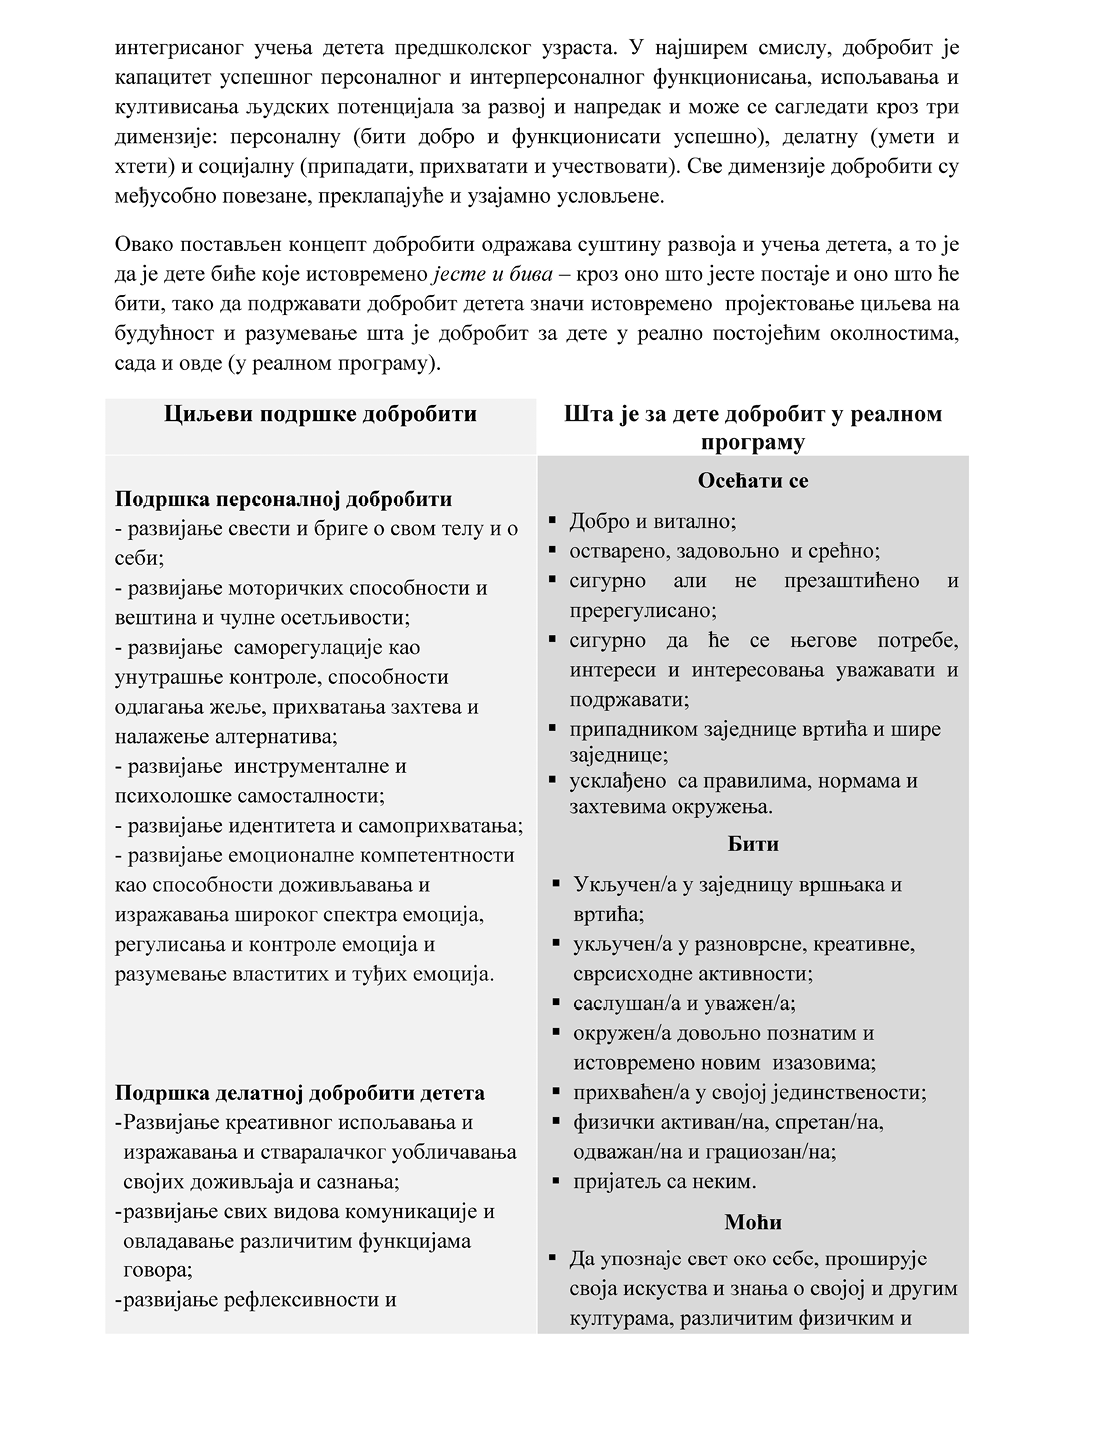 интегрисаног учења детета предшколског узраста. У најширем смислу, добробит је
капацитет успешног персоналног и интерперсоналног функционисања, испољавања и
култивисања људских потенцијала за развој и напредак и може се сагледати кроз три
димензије: персоналну (бити добро и функционисати успешно), делатну (умети и
хтети) и социјалну (припадати, прихватати и учествовати). Све димензије добробити су
међусобно повезане, преклапајуће и узајамно условљене.
Овако постављен концепт добробити одражава суштину развоја и учења детета, а то је
да је дете биће које истовремено јесте и бива – кроз оно што јесте постаје и оно што ће
бити, тако да подржавати добробит детета значи истовремено пројектовање циљева на
будућност и разумевање шта је добробит за дете у реално постојећим околностима,
сада и овде (у реалном програму).
Циљеви подршке добробити
Подршка персоналној добробити
- развијање свести и бриге о свом телу и о
себи;
- развијање моторичких способности и
вештина и чулне осетљивости;
- развијање саморегулације као
унутрашње контроле, способности
одлагања жеље, прихватања захтева и
налажење алтернатива;
- развијање инструменталне и
психолошке самосталности;
- развијање идентитета и самоприхватања;
- развијање емоционалне компетентности
као способности доживљавања и
изражавања широког спектра емоција,
регулисања и контроле емоција и
разумевање властитих и туђих емоција.
Подршка делатној добробити детета
-Развијање креативног испољавања и
изражавања и стваралачког уобличавања
својих доживљаја и сазнања;
-развијање свих видова комуникације и
овладавање различитим функцијама
говора;
-развијање рефлексивности и
Шта је за дете добробит у реалном
програму
Осећати се
▪ Добро и витално;
▪ остварено, задовољно и срећно;
▪ сигурно али не презаштићено и
пререгулисано;
▪ сигурно да ће се његове потребе,
интереси и интересовања уважавати и
подржавати;
▪ припадником заједнице вртића и шире
заједнице;
▪ усклађено са правилима, нормама и
захтевима окружења.
Бити
▪ Укључен/а у заједницу вршњака и
вртића;
▪ укључен/а у разноврсне, креативне,
сврсисходне активности;
▪ саслушан/а и уважен/а;
▪ окружен/а довољно познатим и
истовремено новим изазовима;
▪ прихваћен/а у својој јединствености;
▪ физички активан/на, спретан/на,
одважан/на и грациозан/на;
▪ пријатељ са неким.
Моћи
▪ Да упознаје свет око себе, проширује
своја искуства и знања о својој и другим
културама, различитим физичким и